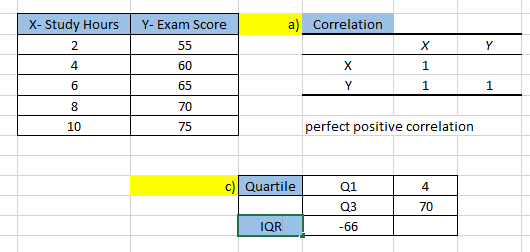 X- Study Hours Y- Exam Score a) Correlation
2 55 X Y
4 60 X 1
6 65 Y 1 1
8 70
10 75 perfect positive correlation
c) Quartile Q1 4
Q3 70
IQR -66